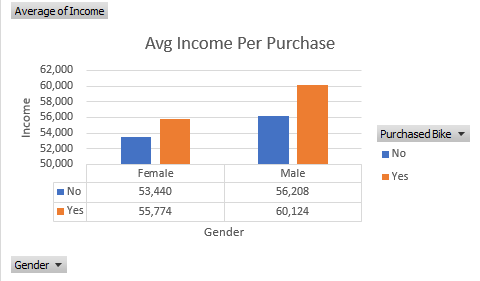 Average of Income
Avg Income Per Purchase
62,000
60,000
58,000
56,000
54,000
52,000
50,000
Income
Female Male
No 53,440 56,208
Yes 55,774 60,124
Gender
Purchased Bike
No
Yes
Gender